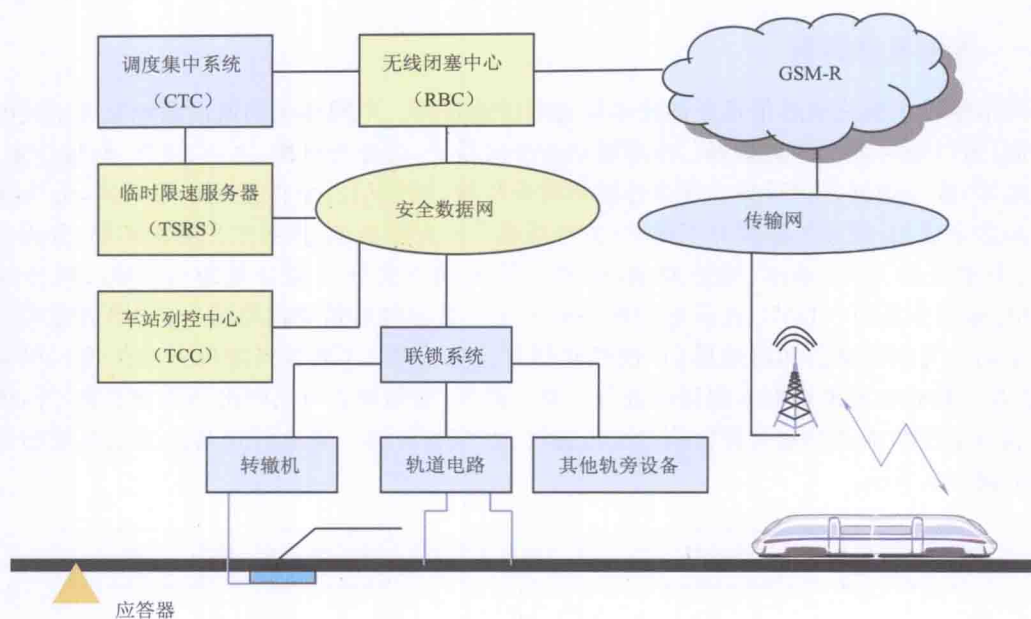 调度集中系统
（CTC）
无线闭塞中心
（RBC）
GSM-R
临时限速服务器
（TSRS）
安全数据网
传输网
车站列控中心
（TCC）
联锁系统
转辙机
轨道电路
其他轨旁设备
应答器